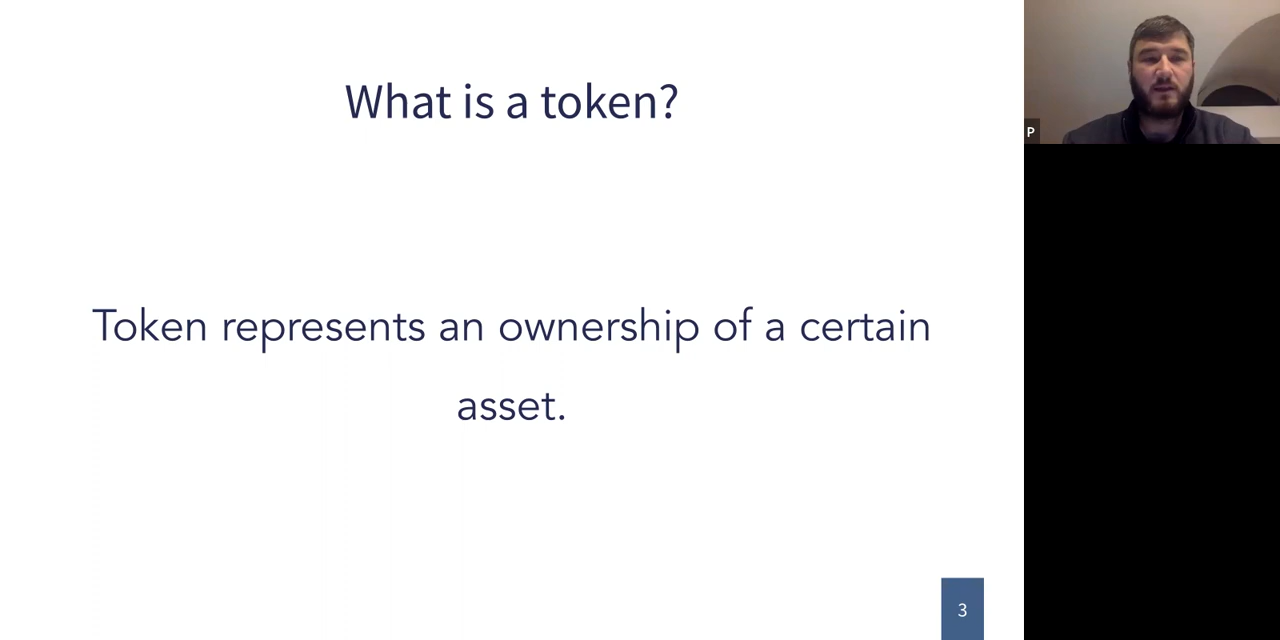 What is a token?
Token represents an ownership of a certain
asset.
3
P